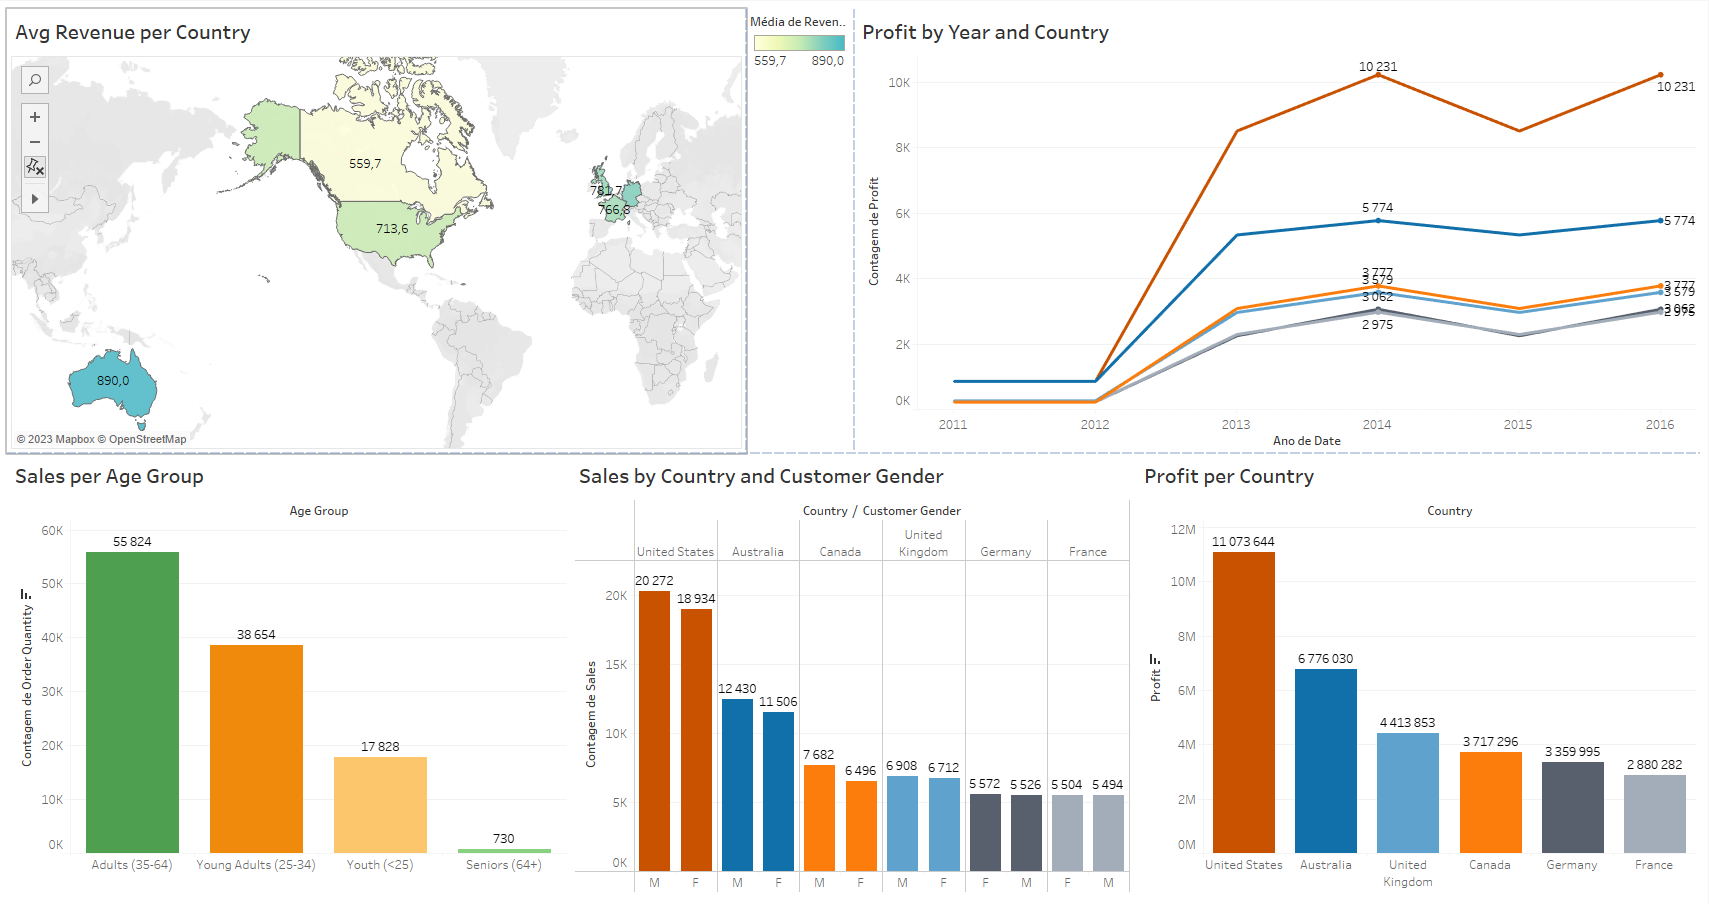 Avg Revenue per Country
Média de Reven..
559,7 890,0
559,7
713,6
781,7
766,8
890,0
© 2023 Mapbox © OpenStreetMap
Profit by Year and Country
Contagem de Profit
10K
8K
6K
4K
2K
0K
10 231
10 231
5 774
5 774
3 777
3 579
3 062
2 975
3 777
3 579
3 062
2 975
2011 2012 2013 2014 2015 2016
Ano de Date
Sales per Age Group
Age Group
Contagem de Order Quantity
60K
50K
40K
30K
20K
10K
0K
55 824
38 654
17 828
730
Adults (35-64) Young Adults (25-34) Youth (<25) Seniors (64+)
Sales by Country and Customer Gender
Country / Customer Gender
United States Australia Canada United Kingdom Germany France
Contagem de Sales
20K
15K
10K
5K
0K
20 272 18 934
12 430 11 506
7 682 6 496
6 908 6 712
5 572 5 526
5 504 5 494
M F M F M F M F F M F M
Profit per Country
Country
Profit
12M
10M
8M
6M
4M
2M
0M
11 073 644
6 776 030
4 413 853
3 717 296
3 359 995
2 880 282
United States Australia United Kingdom Canada Germany France